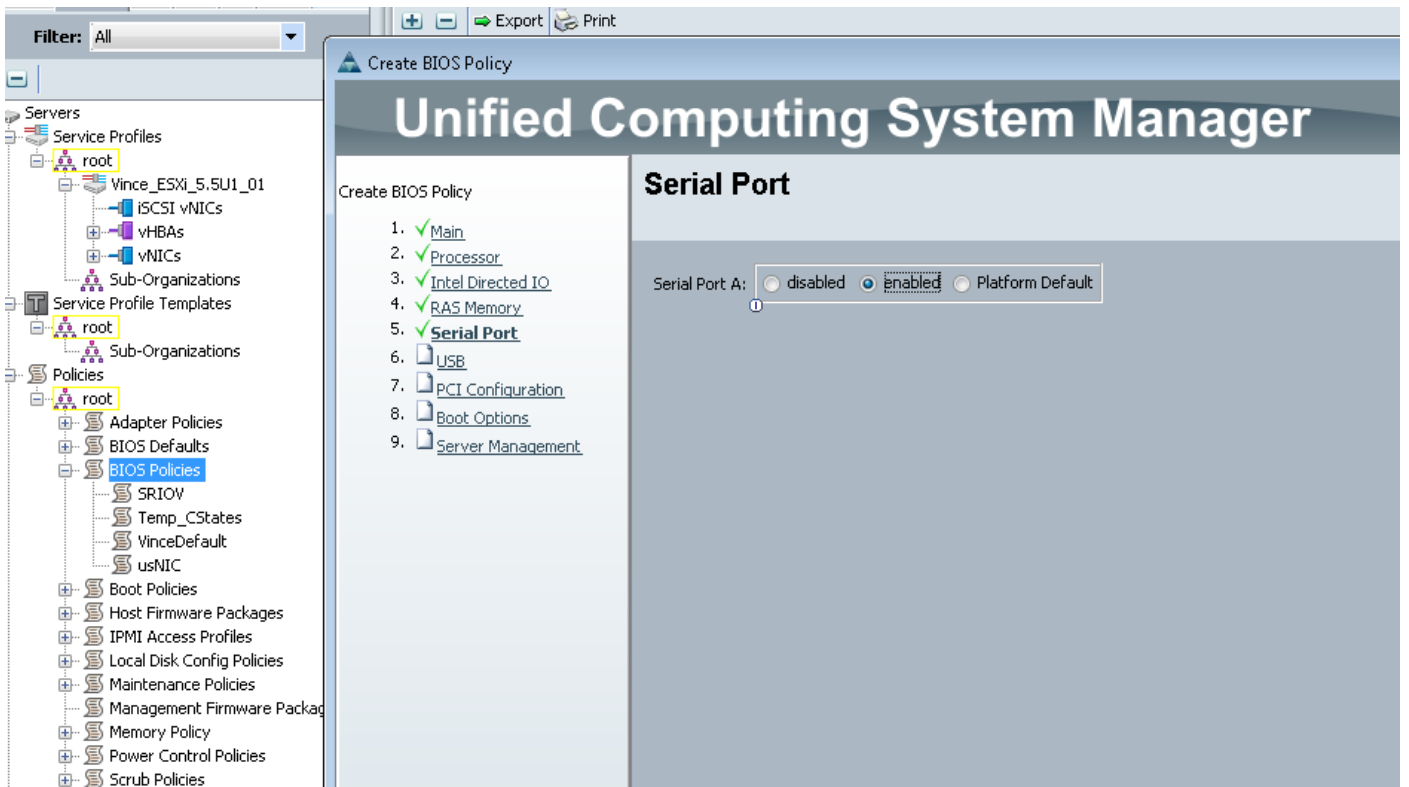 Filter: All
Export Print
Servers
Service Profiles
root
Vince_ESXi_5.5U1_01
iSCSI vNICs
vHBAs
vNICs
Sub-Organizations
Service Profile Templates
root
Sub-Organizations
Policies
root
Adapter Policies
BIOS Defaults
BIOS Policies
SRIOV
Temp_CStates
VinceDefault
usNIC
Boot Policies
Host Firmware Packages
IPMI Access Profiles
Local Disk Config Policies
Maintenance Policies
Management Firmware Packag
Memory Policy
Power Control Policies
Scrub Policies
Create BIOS Policy
Unified Computing System Manager
Create BIOS Policy
1. Main
2. Processor
3. Intel Directed IO
4. RAS Memory
5. Serial Port
6. USB
7. PCI Configuration
8. Boot Options
9. Server Management
Serial Port
Serial Port A: disabled enabled Platform Default